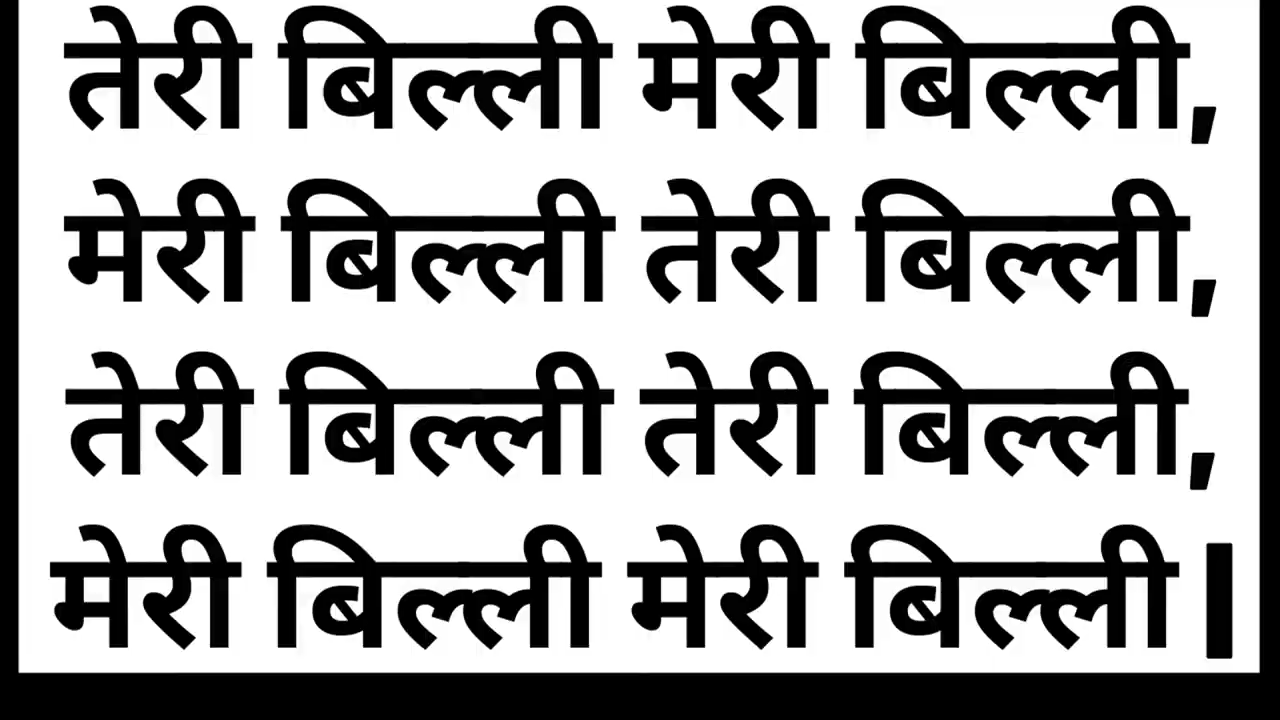 तेरी बिल्ली मेरी बिल्ली,
मेरी बिल्ली तेरी बिल्ली,
तेरी बिल्ली तेरी बिल्ली,
मेरी बिल्ली मेरी बिल्ली।